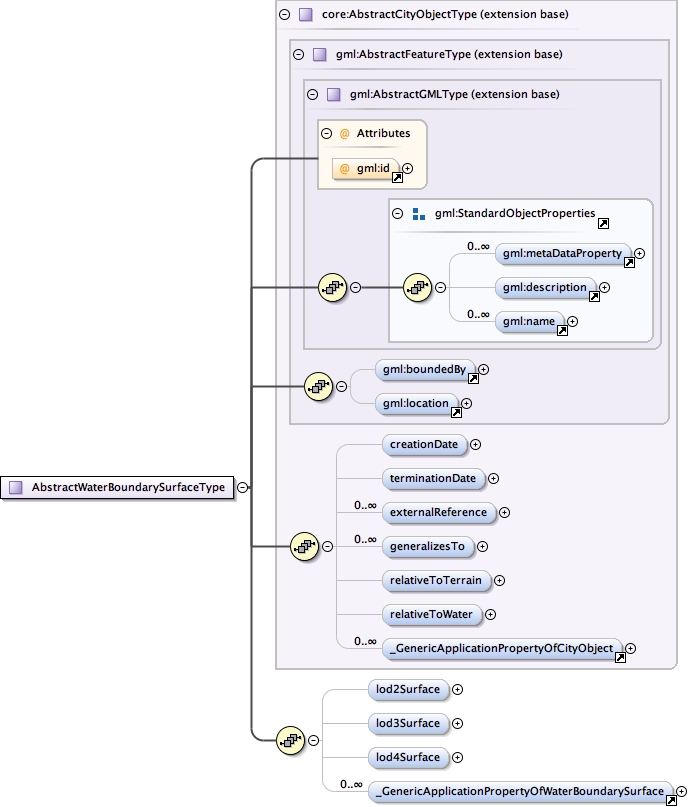 core:AbstractCityObjectType (extension base)
gml:AbstractFeatureType (extension base)
gml:AbstractGMLType (extension base)
@ Attributes
@ gml:id
gml:StandardObjectProperties
0..∞
gml:metaDataProperty
gml:description
0..∞
gml:name
gml:boundedBy
gml:location
creationDate
AbstractWaterBoundarySurfaceType
terminationDate
0..∞
externalReference
0..∞
generalizesTo
relativeToTerrain
relativeToWater
0..∞
_GenericApplicationPropertyOfCityObject
lod2Surface
lod3Surface
lod4Surface
0..∞
_GenericApplicationPropertyOfWaterBoundarySurface